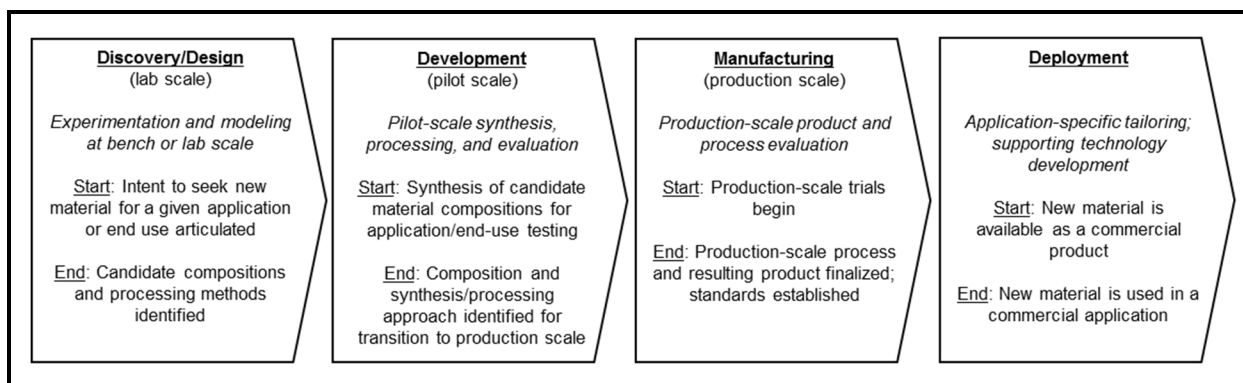 Discovery/Design
(lab scale)
Experimentation and modeling
at bench or lab scale
Start: Intent to seek new
material for a given application
or end use articulated
End: Candidate compositions
and processing methods
identified
Development
(pilot scale)
Pilot-scale synthesis,
processing, and evaluation
Start: Synthesis of candidate
material compositions for
application/end-use testing
End: Composition and
synthesis/processing
approach identified for
transition to production scale
Manufacturing
(production scale)
Production-scale product and
process evaluation
Start: Production-scale trials
begin
End: Production-scale process
and resulting product finalized;
standards established
Deployment
Application-specific tailoring;
supporting technology
development
Start: New material is
available as a commercial
product
End: New material is used in a
commercial application